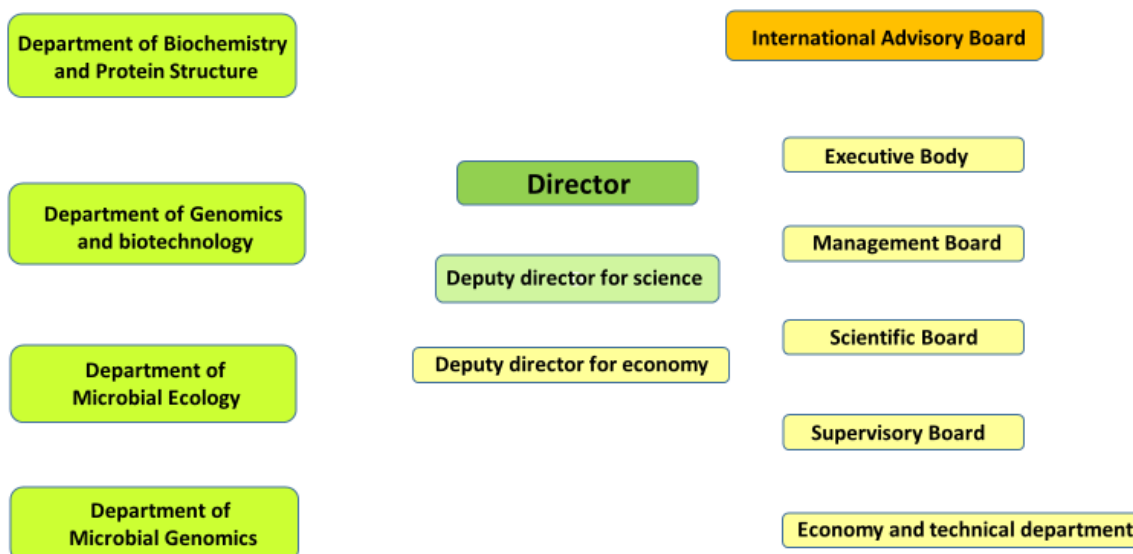 Department of Biochemistry
and Protein Structure
International Advisory Board
Executive Body
Director
Department of Genomics
and biotechnology
Management Board
Deputy director for science
Scientific Board
Deputy director for economy
Department of
Microbial Ecology
Supervisory Board
Department of
Microbial Genomics
Economy and technical department